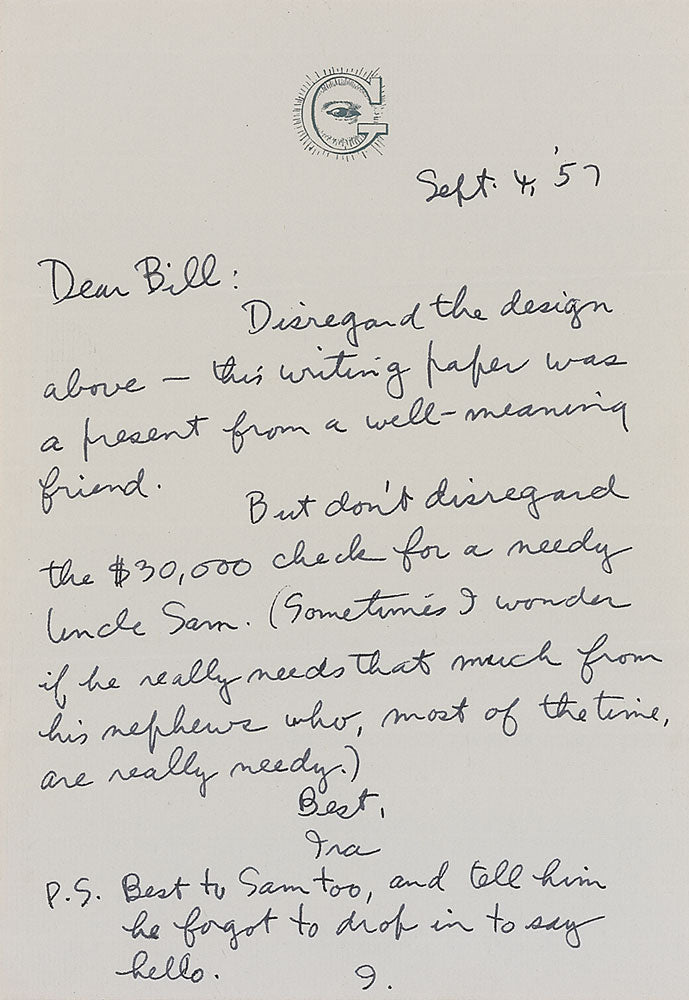 G
Sept. 4, '57
Dear Bill:
Disregard the design
above — this writing paper was
a present from a well-meaning
friend.
But don't disregard
the $30,000 check for a needy
Uncle Sam. (Sometimes I wonder
if he really needs that much from
his nephews who, most of the time,
are really needy.)
Best,
Ira
P.S. Best to Sam too, and tell him
he forgot to drop in to say
hello. I.